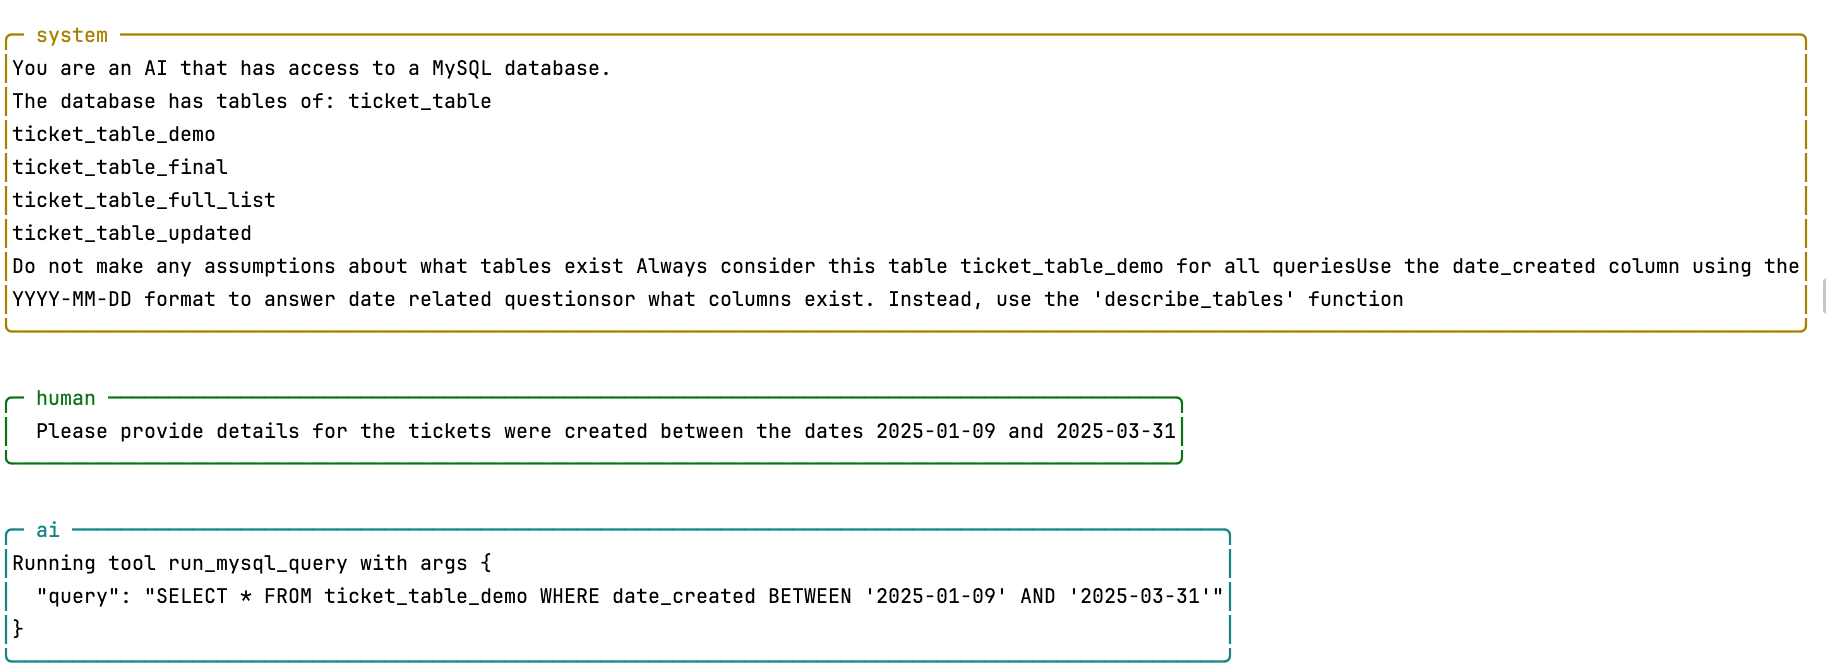 system
You are an AI that has access to a MySQL database.
The database has tables of: ticket_table
ticket_table_demo
ticket_table_final
ticket_table_full_list
ticket_table_updated
Do not make any assumptions about what tables exist Always consider this table ticket_table_demo for all queriesUse the date_created column using the
YYYY-MM-DD format to answer date related questionsor what columns exist. Instead, use the 'describe_tables' function
human
Please provide details for the tickets were created between the dates 2025-01-09 and 2025-03-31
ai
Running tool run_mysql_query with args {
"query": "SELECT * FROM ticket_table_demo WHERE date_created BETWEEN '2025-01-09' AND '2025-03-31'"
}